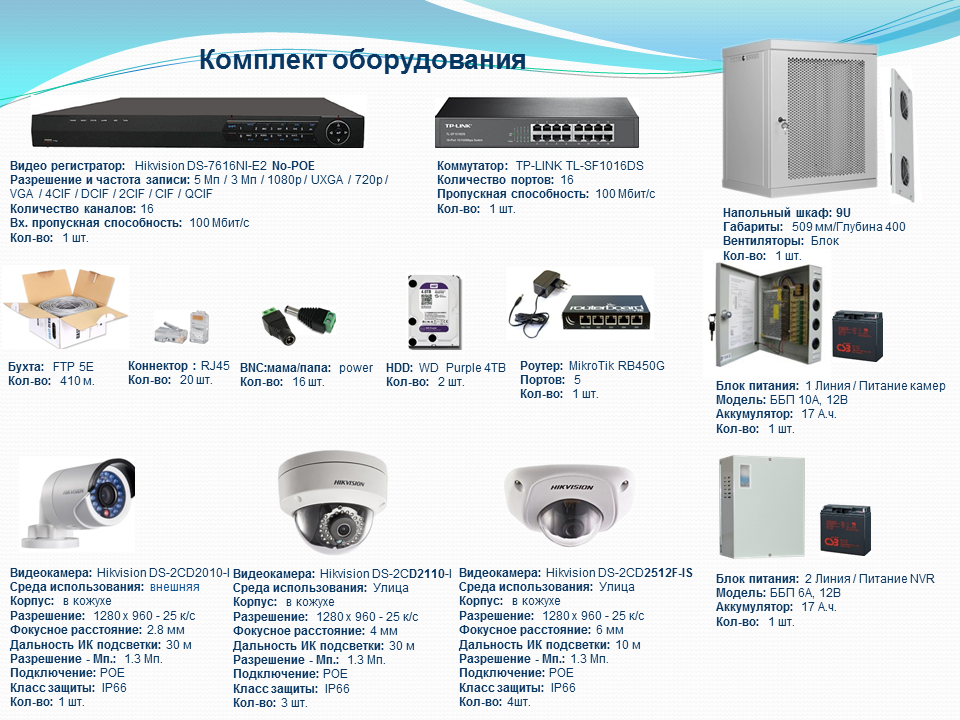 Комплект оборудования
TP-LINK
Видео регистратор: Hikvision DS-7616NI-E2 No-POE
Разрешение и частота записи: 5 Мп / 3 Мп / 1080p / UXGA / 720p /
VGA / 4CIF / DCIF / 2CIF / CIF / QCIF
Количество каналов: 16
Вх. пропускная способность: 100 Мбит/с
Кол-во: 1 шт.
Коммутатор: TP-LINK TL-SF1016DS
Количество портов: 16
Пропускная способность: 100 Мбит/с
Кол-во: 1 шт.
Напольный шкаф: 9U
Габариты: 509 мм/Глубина 400
Вентиляторы: Блок
Кол-во: 1 шт.
Бухта: FTP 5E
Кол-во: 410 м.
Коннектор : RJ45
Кол-во: 20 шт.
BNC:мама/папа: power
Кол-во: 16 шт.
WD
4.0TB
HDD: WD Purple 4TB
Кол-во: 2 шт.
routerboard
Роутер: MikroTik RB450G
Портов: 5
Кол-во: 1 шт.
CSB
Блок питания: 1 Линия / Питание камер
Модель: ББП 10А, 12В
Аккумулятор: 17 А.ч.
Кол-во: 1 шт.
HIKVISION
Видеокамера: Hikvision DS-2CD2010-I
Среда использования: внешняя
Корпус: в кожухе
Разрешение: 1280 x 960 - 25 к/с
Фокусное расстояние: 2.8 мм
Дальность ИК подсветки: 30 м
Разрешение - Мп.: 1.3 Мп.
Подключение: POE
Класс защиты: IP66
Кол-во: 1 шт.
HIKVISION
Видеокамера: Hikvision DS-2CD2110-I
Среда использования: Улица
Корпус: в кожухе
Разрешение: 1280 x 960 - 25 к/с
Фокусное расстояние: 4 мм
Дальность ИК подсветки: 30 м
Разрешение - Мп.: 1.3 Мп.
Подключение: POE
Класс защиты: IP66
Кол-во: 3 шт.
HIKVISION
Видеокамера: Hikvision DS-2CD2512F-IS
Среда использования: Улица
Корпус: в кожухе
Разрешение: 1280 x 960 - 25 к/с
Фокусное расстояние: 6 мм
Дальность ИК подсветки: 10 м
Разрешение - Мп.: 1.3 Мп.
Подключение: POE
Класс защиты: IP66
Кол-во: 4шт.
CSB
Блок питания: 2 Линия / Питание NVR
Модель: ББП 6А, 12В
Аккумулятор: 17 А.ч.
Кол-во: 1 шт.